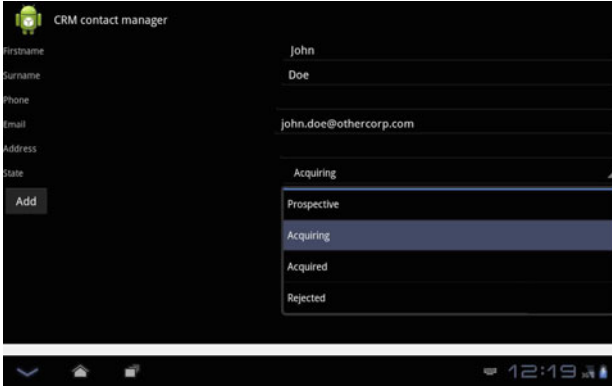 CRM contact manager
Firstname John
Surname Doe
Phone
Email john.doe@othercorp.com
Address
State Acquiring
Add
Prospective
Acquiring
Acquired
Rejected
12:19